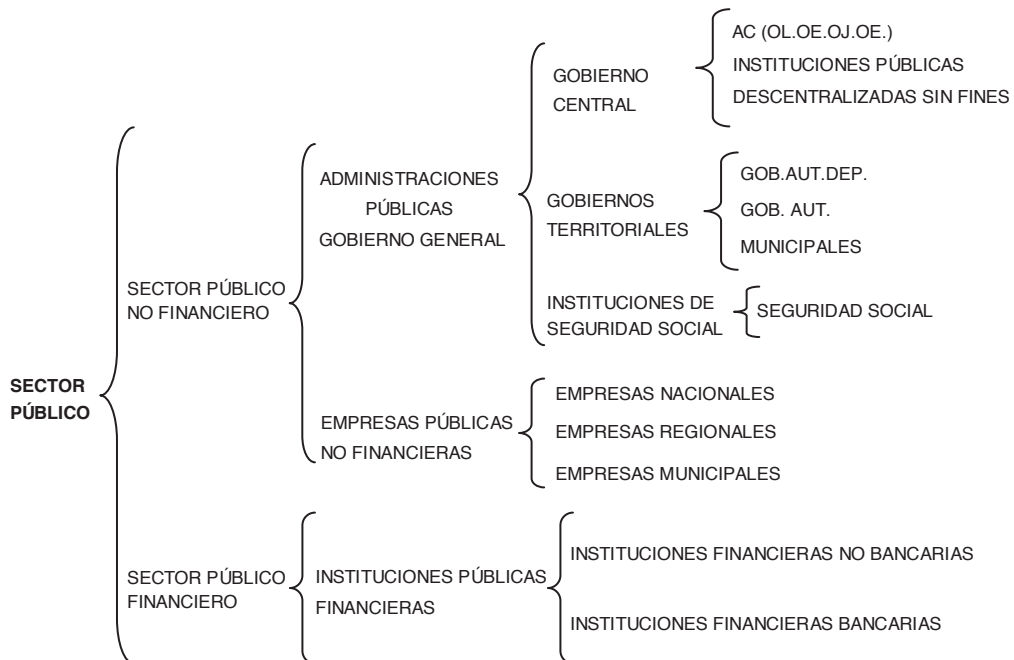 SECTOR
PÚBLICO
SECTOR PÚBLICO
NO FINANCIERO
ADMINISTRACIONES
PÚBLICAS
GOBIERNO GENERAL
GOBIERNO
CENTRAL
AC (OL.OE.OJ.OE.)
INSTITUCIONES PÚBLICAS
DESCENTRALIZADAS SIN FINES
GOBIERNOS
TERRITORIALES
GOB.AUT.DEP.
GOB. AUT.
MUNICIPALES
INSTITUCIONES DE
SEGURIDAD SOCIAL
SEGURIDAD SOCIAL
EMPRESAS PÚBLICAS
NO FINANCIERAS
EMPRESAS NACIONALES
EMPRESAS REGIONALES
EMPRESAS MUNICIPALES
SECTOR PÚBLICO
FINANCIERO
INSTITUCIONES PÚBLICAS
FINANCIERAS
INSTITUCIONES FINANCIERAS NO BANCARIAS
INSTITUCIONES FINANCIERAS BANCARIAS